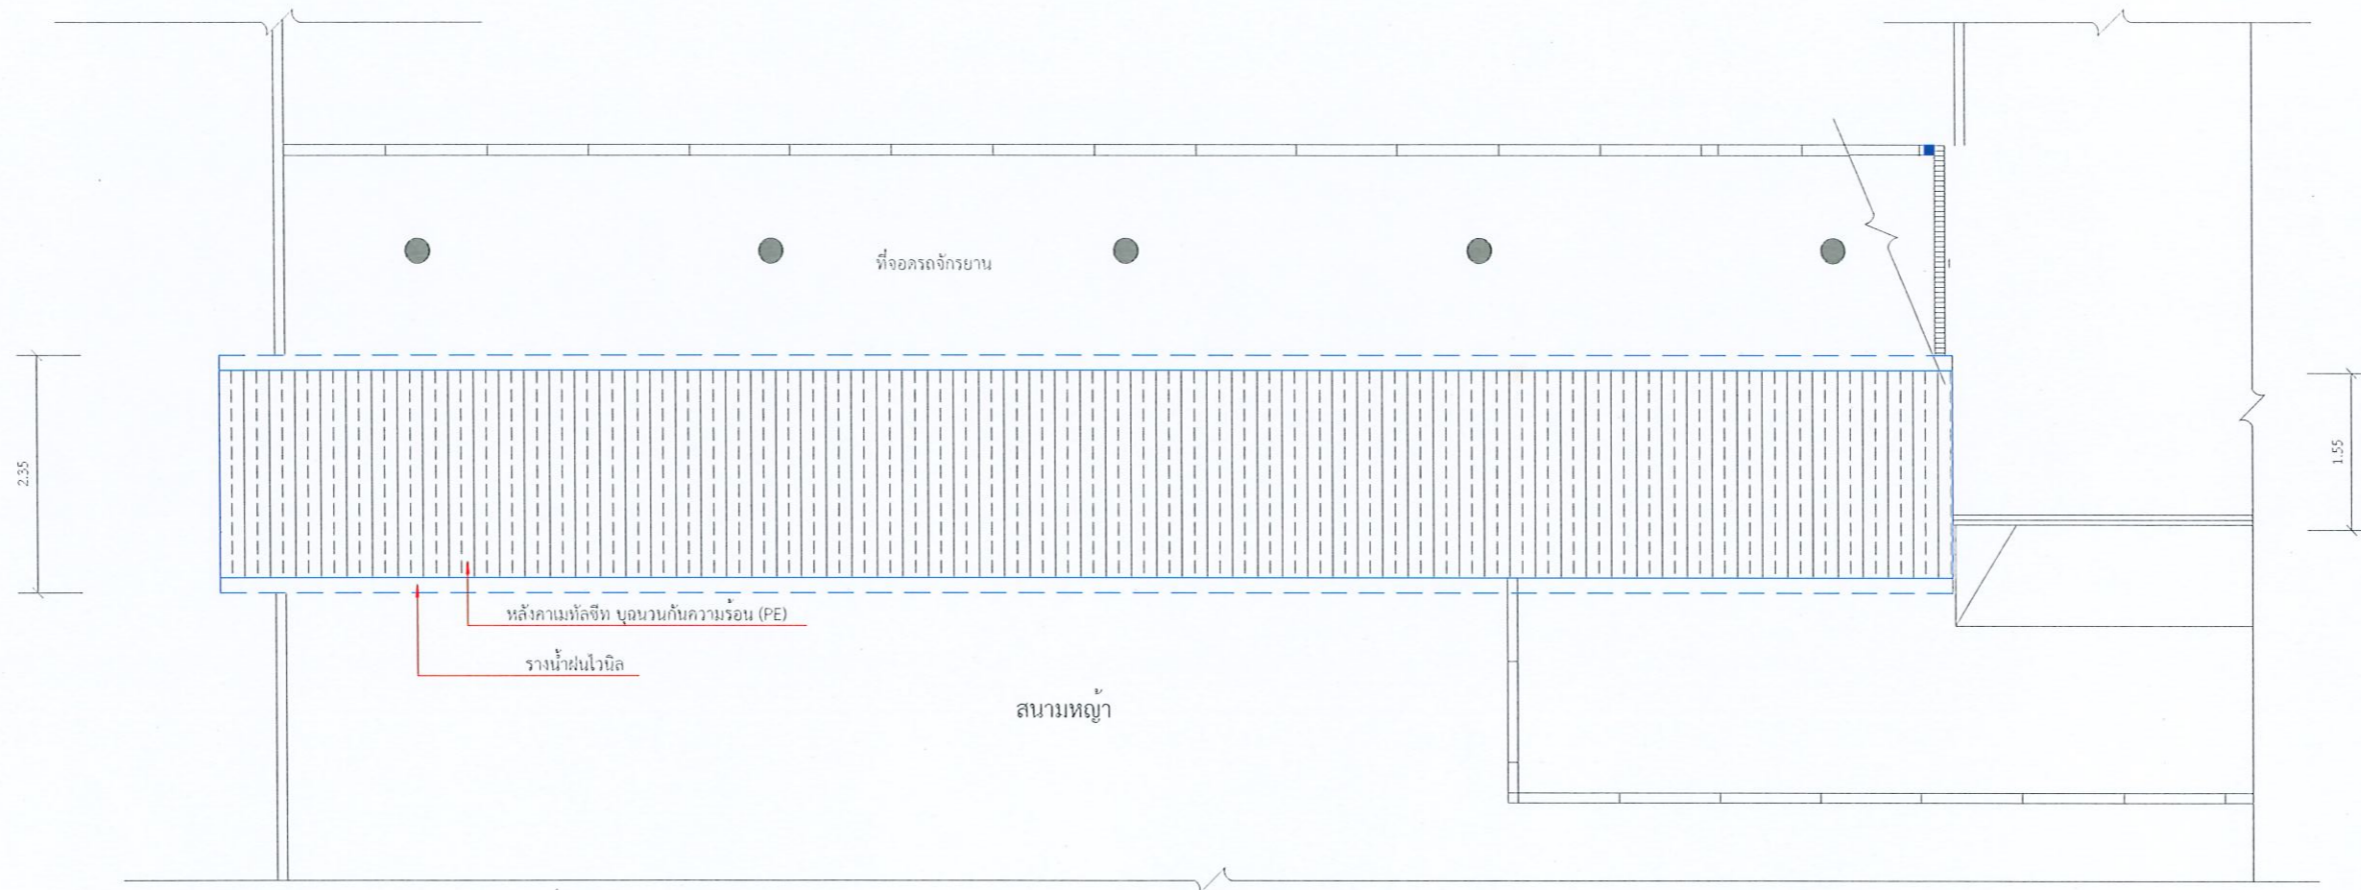 ที่จอดรถจักรยาน
2.35
1.55
หลังคาเมทัลชีท บุฉนวนกันความร้อน (PE)
รางน้ำฝนไวนิล
สนามหญ้า